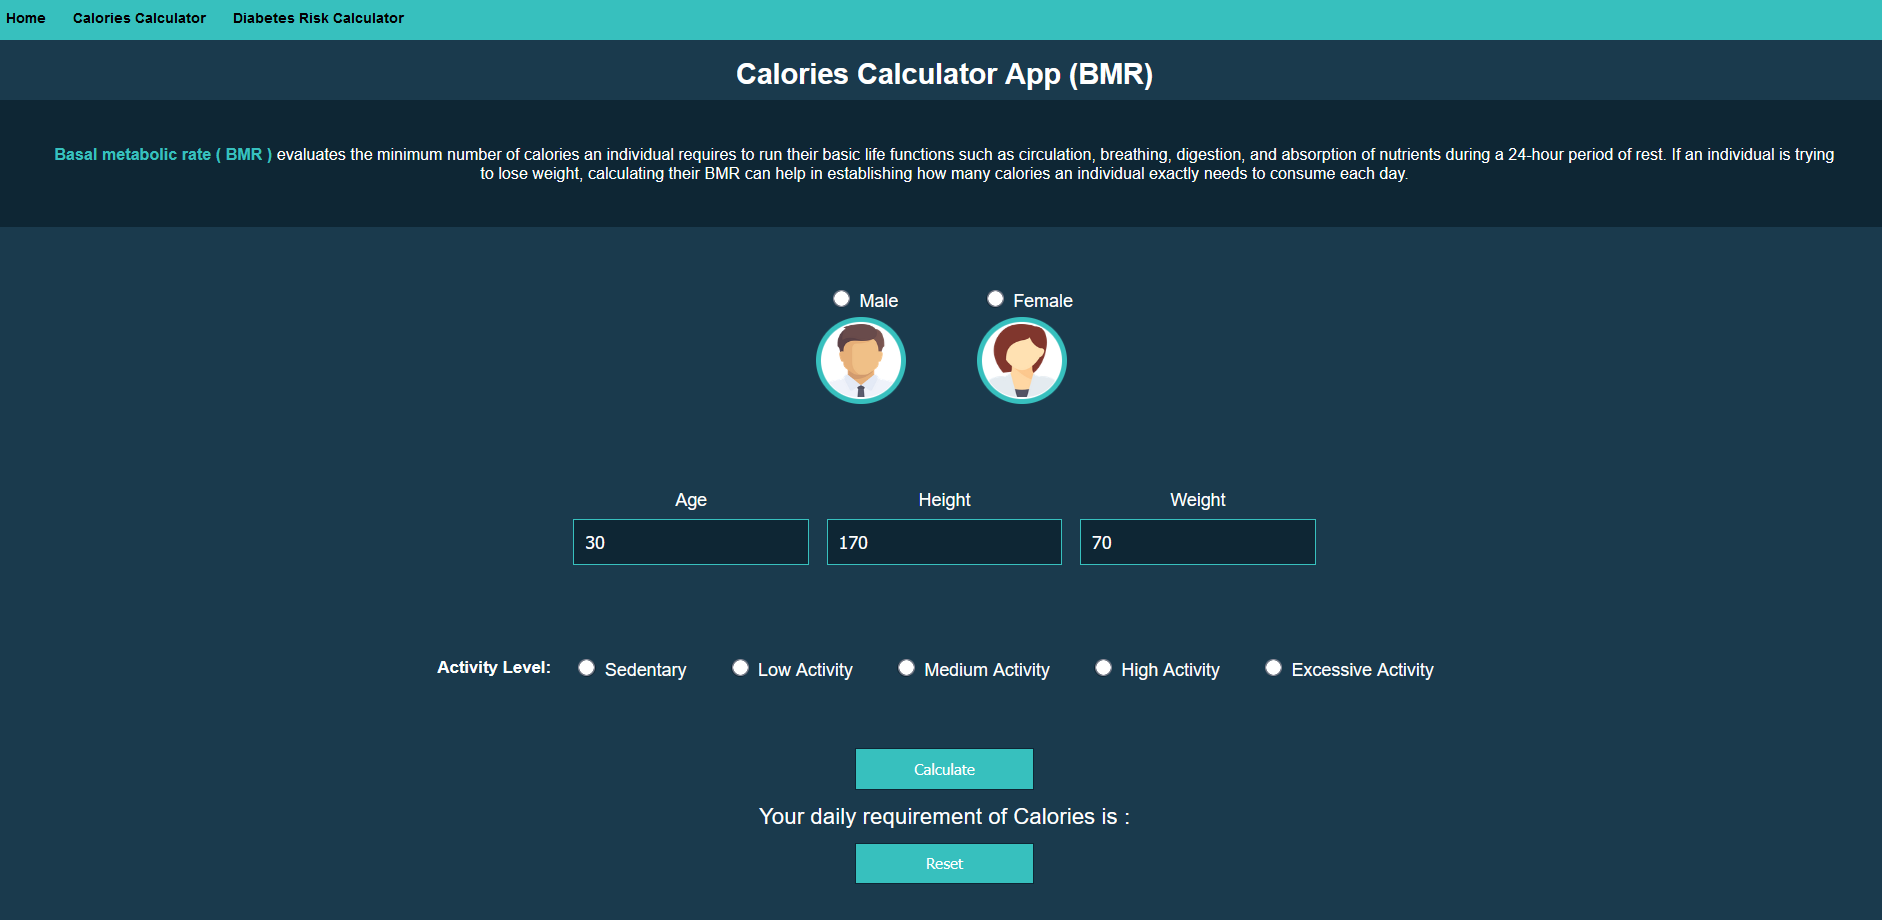 Home Calories Calculator Diabetes Risk Calculator
Calories Calculator App (BMR)
Basal metabolic rate ( BMR ) evaluates the minimum number of calories an individual requires to run their basic life functions such as circulation, breathing, digestion, and absorption of nutrients during a 24-hour period of rest. If an individual is trying
to lose weight, calculating their BMR can help in establishing how many calories an individual exactly needs to consume each day.
Male Female
Age Height Weight
30 170 70
Activity Level: Sedentary Low Activity Medium Activity High Activity Excessive Activity
Calculate
Your daily requirement of Calories is :
Reset